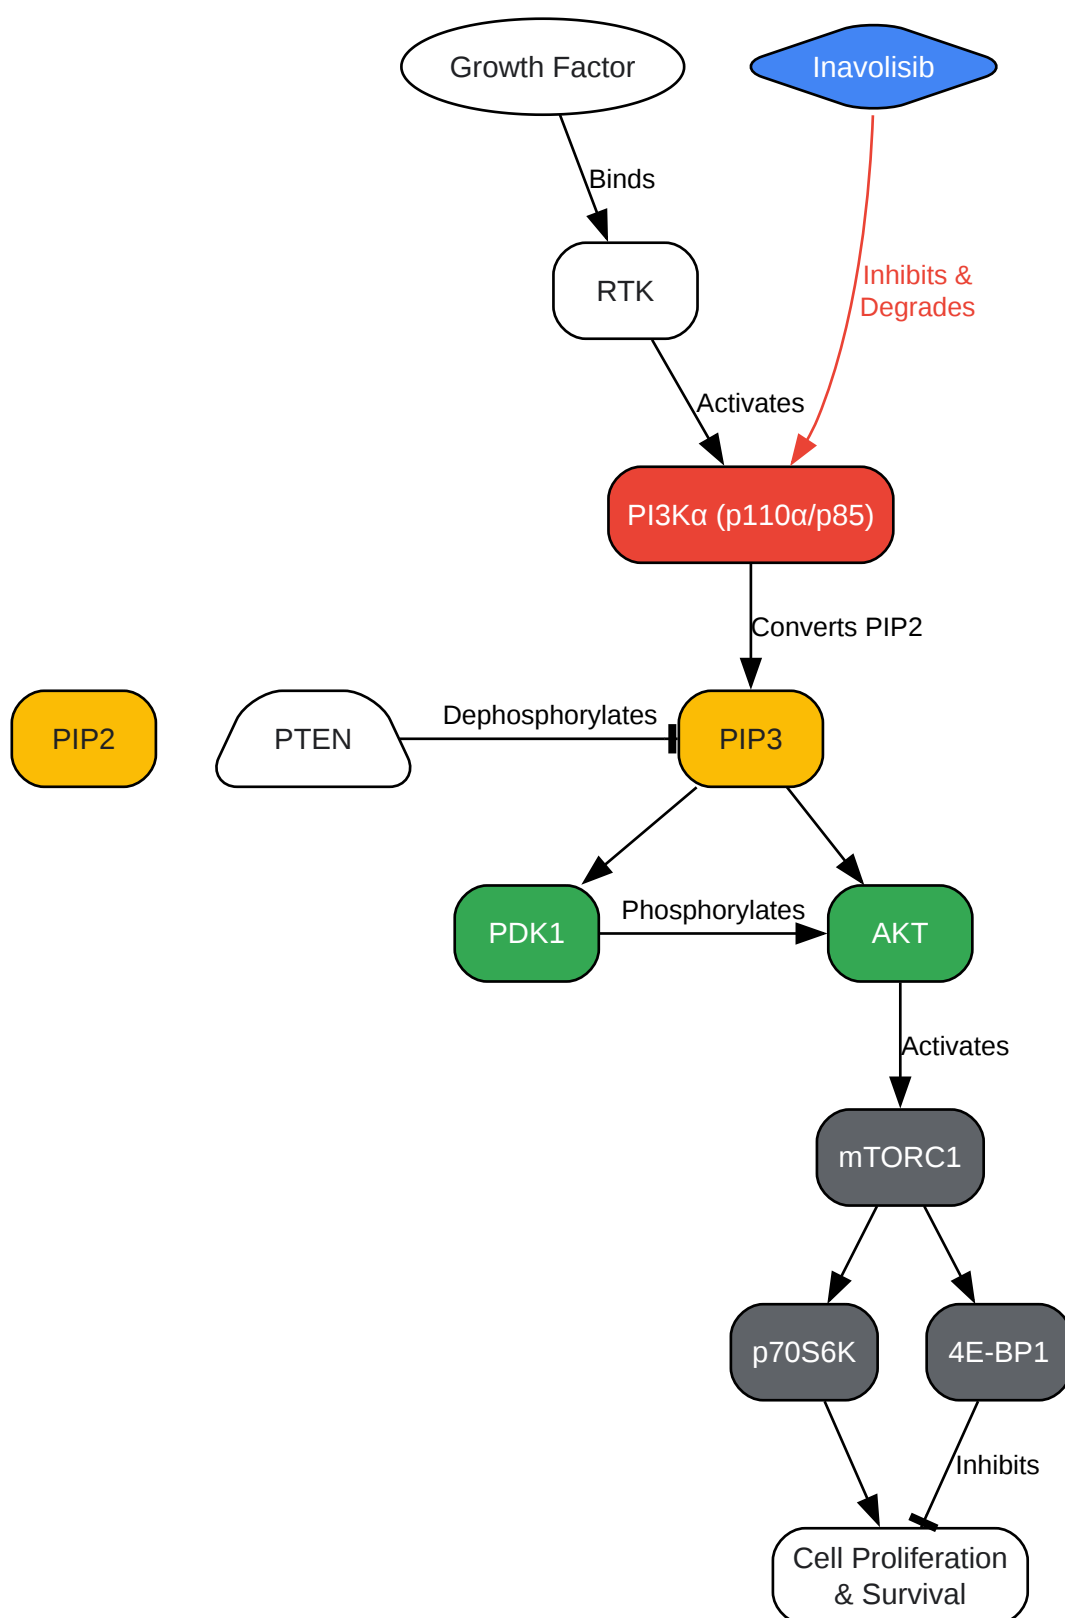 Growth Factor
Inavolisib
Binds
Inhibits &
Degrades
RTK
Activates
PI3Kα (p110α/p85)
Converts PIP2
PIP2
PTEN
Dephosphorylates
PIP3
PDK1
Phosphorylates
AKT
Activates
mTORC1
p70S6K
4E-BP1
Inhibits
Cell Proliferation
& Survival